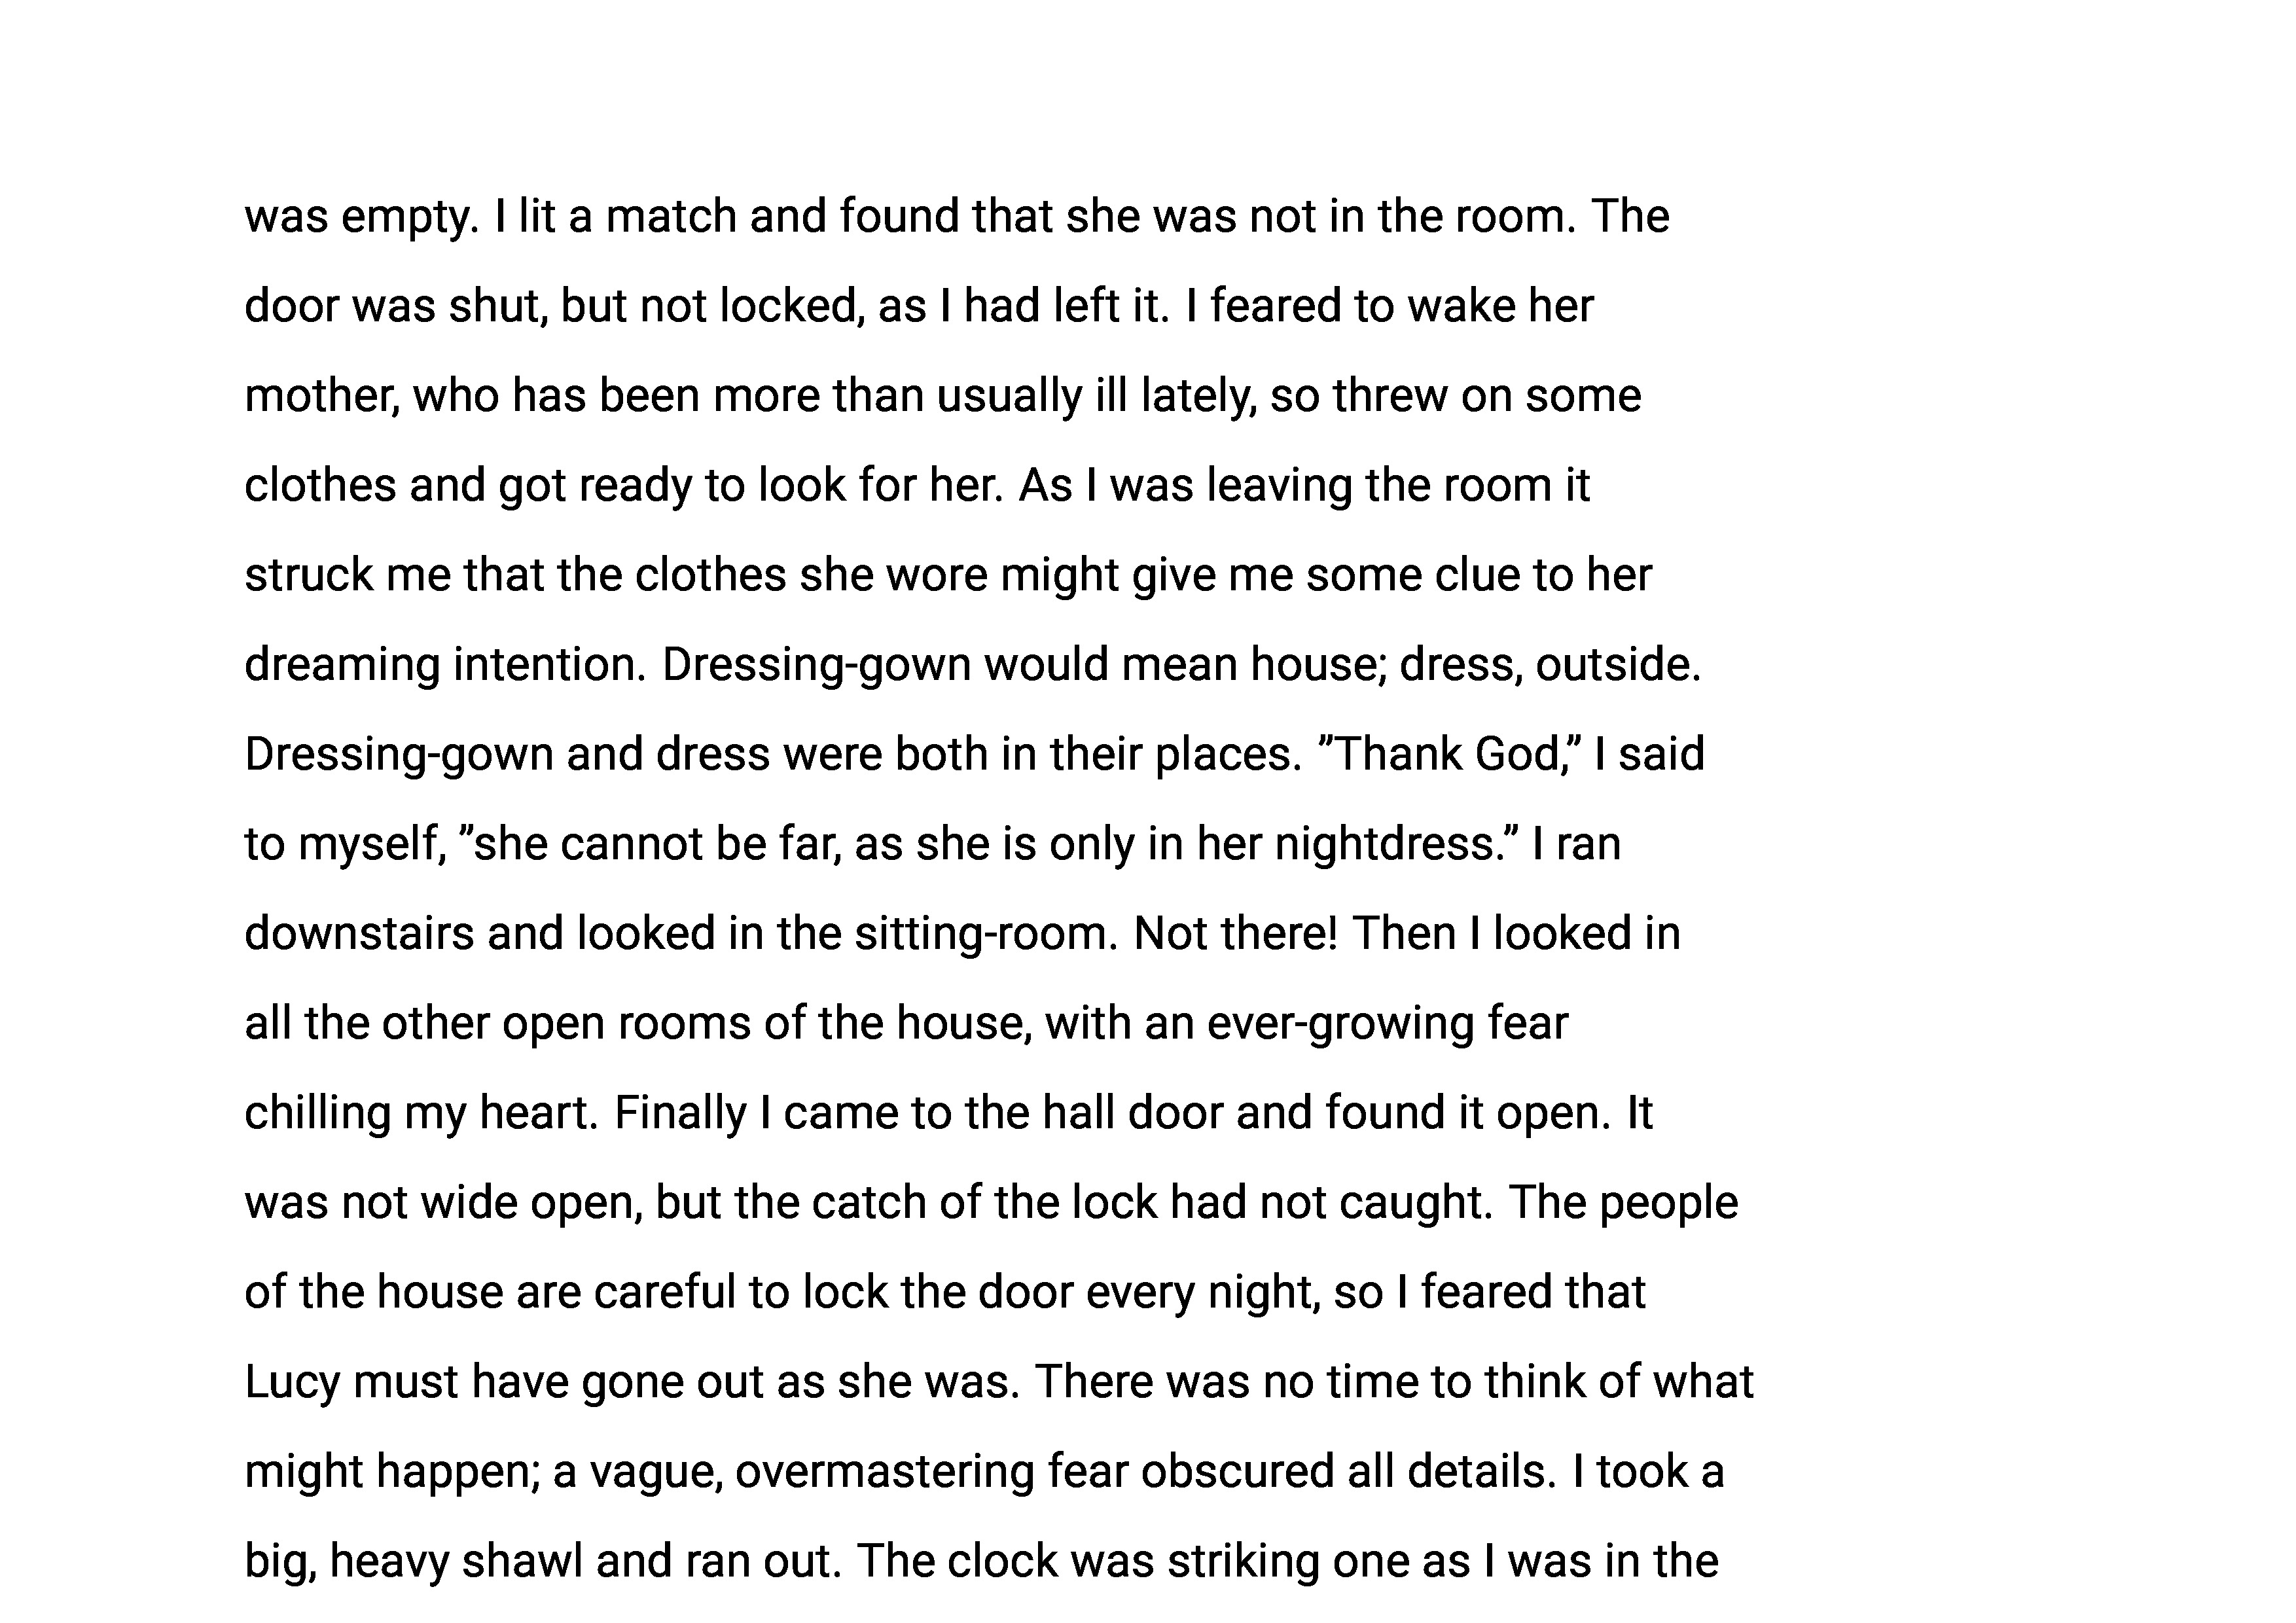 was empty. I lit a match and found that she was not in the room. The
door was shut, but not locked, as I had left it. I feared to wake her
mother, who has been more than usually ill lately, so threw on some
clothes and got ready to look for her. As I was leaving the room it
struck me that the clothes she wore might give me some clue to her
dreaming intention. Dressing-gown would mean house; dress, outside.
Dressing-gown and dress were both in their places. ”Thank God,” I said
to myself, ”she cannot be far, as she is only in her nightdress.” I ran
downstairs and looked in the sitting-room. Not there! Then I looked in
all the other open rooms of the house, with an ever-growing fear
chilling my heart. Finally I came to the hall door and found it open. It
was not wide open, but the catch of the lock had not caught. The people
of the house are careful to lock the door every night, so I feared that
Lucy must have gone out as she was. There was no time to think of what
might happen; a vague, overmastering fear obscured all details. I took a
big, heavy shawl and ran out. The clock was striking one as I was in the